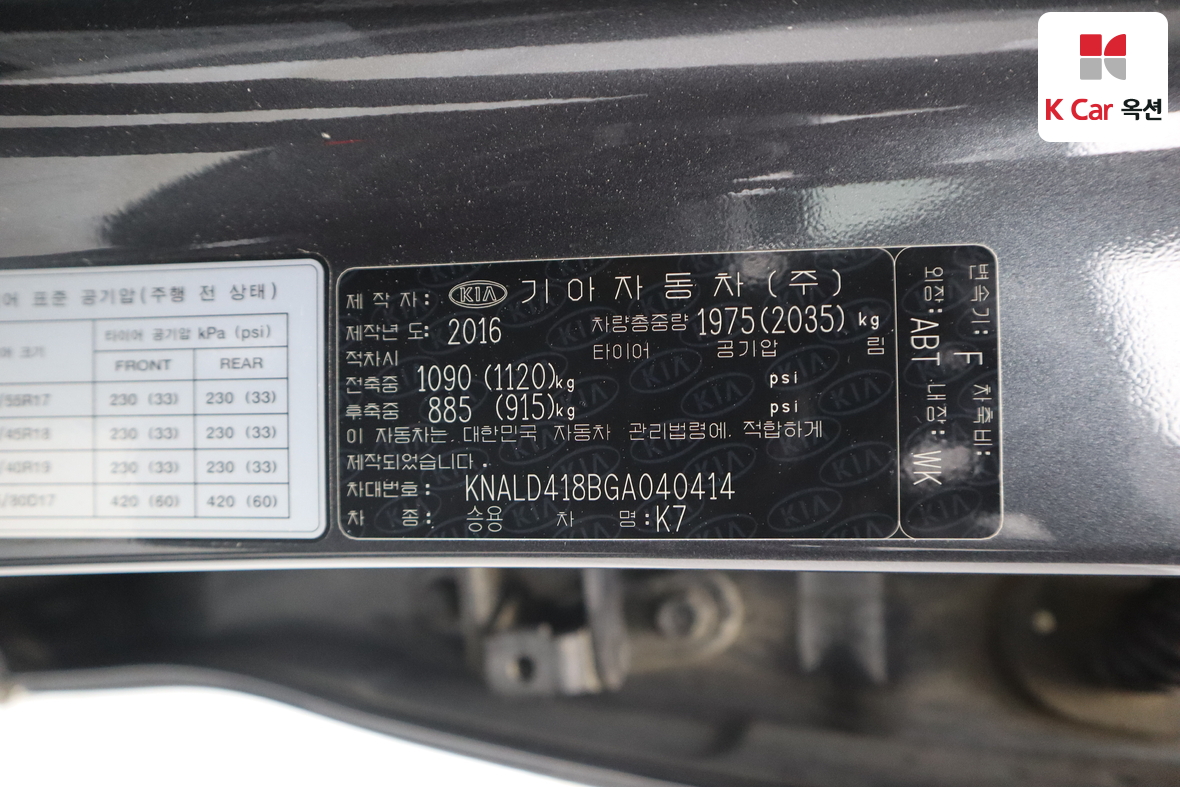 K Car 옥션
표준 공기압(주행 전 상태)
타이어 공기압 kPa (psi)
크기
FRONT REAR
/55R17 230 (33) 230 (33)
/45R18 230 (33) 230 (33)
/40R19 230 (33) 230 (33)
/80D17 420 (60) 420 (60)
제작자: KIA 기아자동차(주)
제작년도: 2016 차량총중량 1975(2035) kg
적차시 타이어 공기압 림
전축중 1090 (1120)kg psi
후축중 885 (915)kg psi
이 자동차는 대한민국 자동차 관리법령에 적합하게
제작되었습니다.
차대번호: KNALD418BGA040414
차 종: 승용 차 명:K7
변속기: F 차축비:
외장: ABT 내장: WK